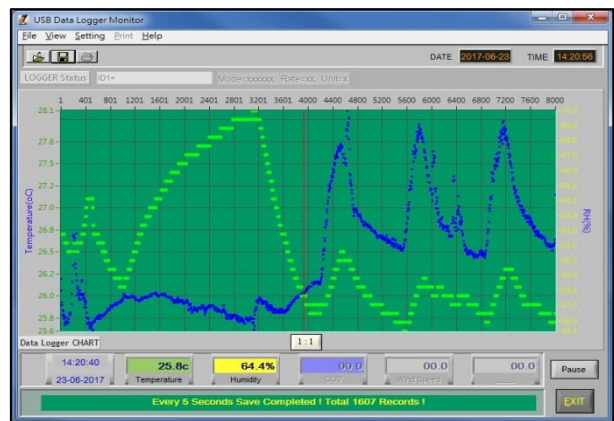 USB Data Logger Monitor
File View Setting Print Help
DATE 2017-06-23 TIME 14:20:56
LOGGER Status ID1= Mode=xxxxxx, Rate=xx, Unit=x
1 401 801 1201 1601 2001 2401 2801 3201 3601 4000 4400 4800 5200 5600 6000 6400 6800 7200 7600 8000
28.1
27.8
27.5
27.2
27.0
26.8
26.5
26.2
26.0
25.8
25.6
Temperature(oC)
RH(%)
Data Logger CHART
1 : 1
14:20:40 25.8c 64.4% 00.0 00.0 00.0 Pause
23-06-2017 Temperature Humidity CO2 Wind Speed
Every 5 Seconds Save Completed ! Total 1607 Records ! EXIT